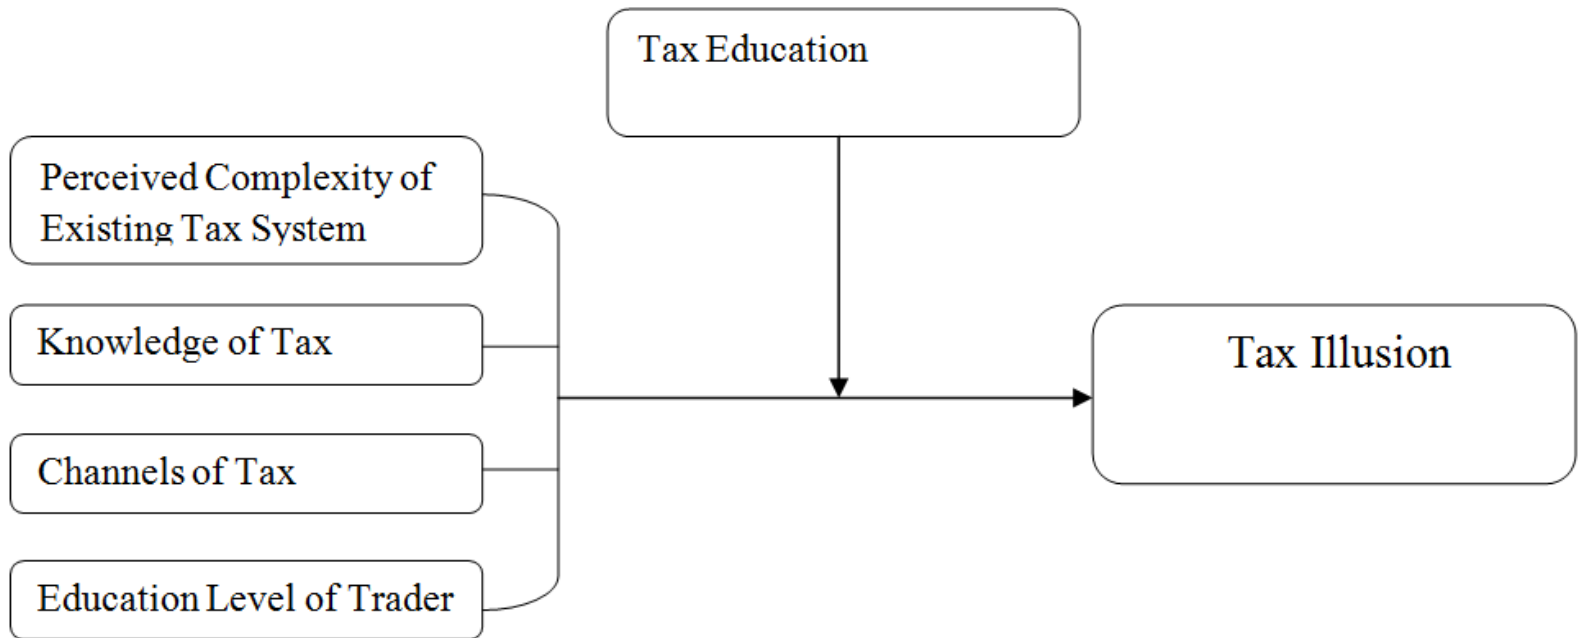 Tax Education
Perceived Complexity of
Existing Tax System
Knowledge of Tax
Channels of Tax
Education Level of Trader
Tax Illusion